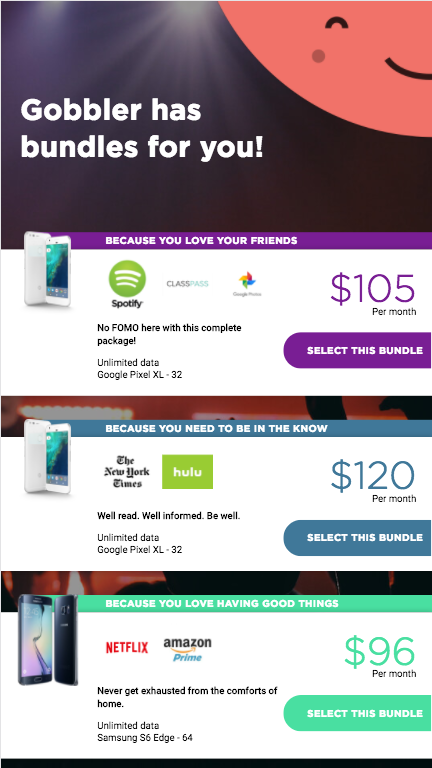 Gobbler has
bundles for you!
BECAUSE YOU LOVE YOUR FRIENDS
Spotify
CLASSPASS
Google Photos
$105
Per month
No FOMO here with this complete
package!
SELECT THIS BUNDLE
Unlimited data
Google Pixel XL - 32
BECAUSE YOU NEED TO BE IN THE KNOW
The
New York
Times
hulu
$120
Per month
Well read. Well informed. Be well.
SELECT THIS BUNDLE
Unlimited data
Google Pixel XL - 32
BECAUSE YOU LOVE HAVING GOOD THINGS
NETFLIX
amazon
Prime
$96
Per month
Never get exhausted from the comforts of
home.
SELECT THIS BUNDLE
Unlimited data
Samsung S6 Edge - 64